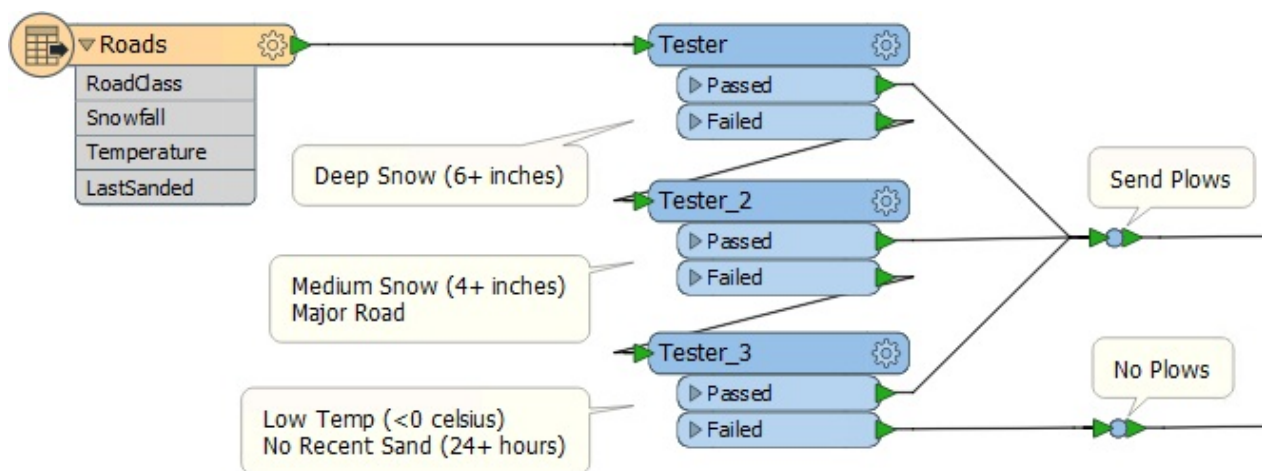 Roads
RoadClass
Snowfall
Temperature
LastSanded
Tester
Passed
Failed
Deep Snow (6+ inches)
Tester_2
Passed
Failed
Medium Snow (4+ inches)
Major Road
Tester_3
Passed
Failed
Low Temp (<0 celsius)
No Recent Sand (24+ hours)
Send Plows
No Plows